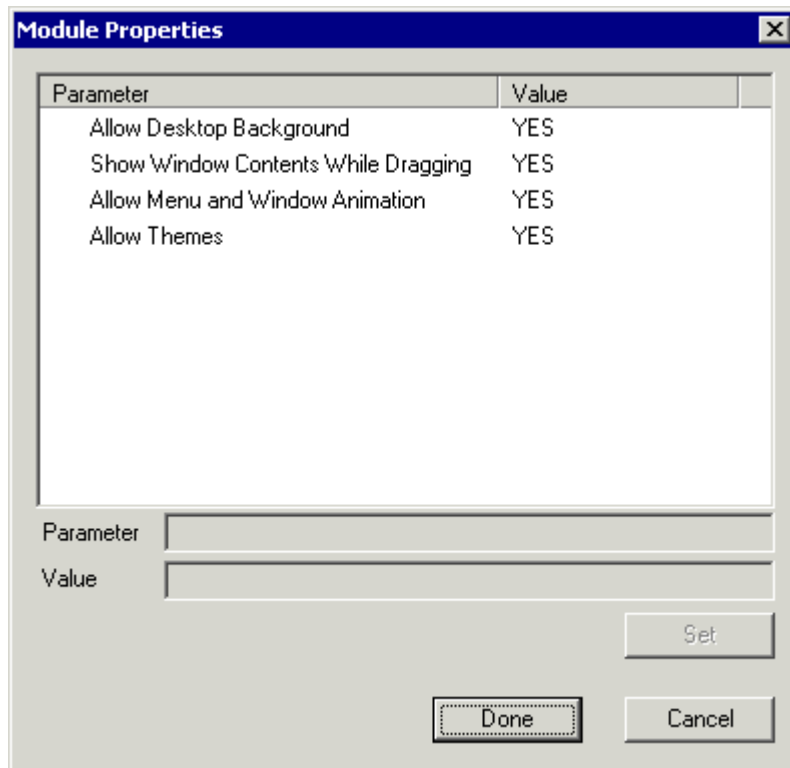 Module Properties
Parameter Value
Allow Desktop Background YES
Show Window Contents While Dragging YES
Allow Menu and Window Animation YES
Allow Themes YES
Parameter
Value
Set
Done Cancel